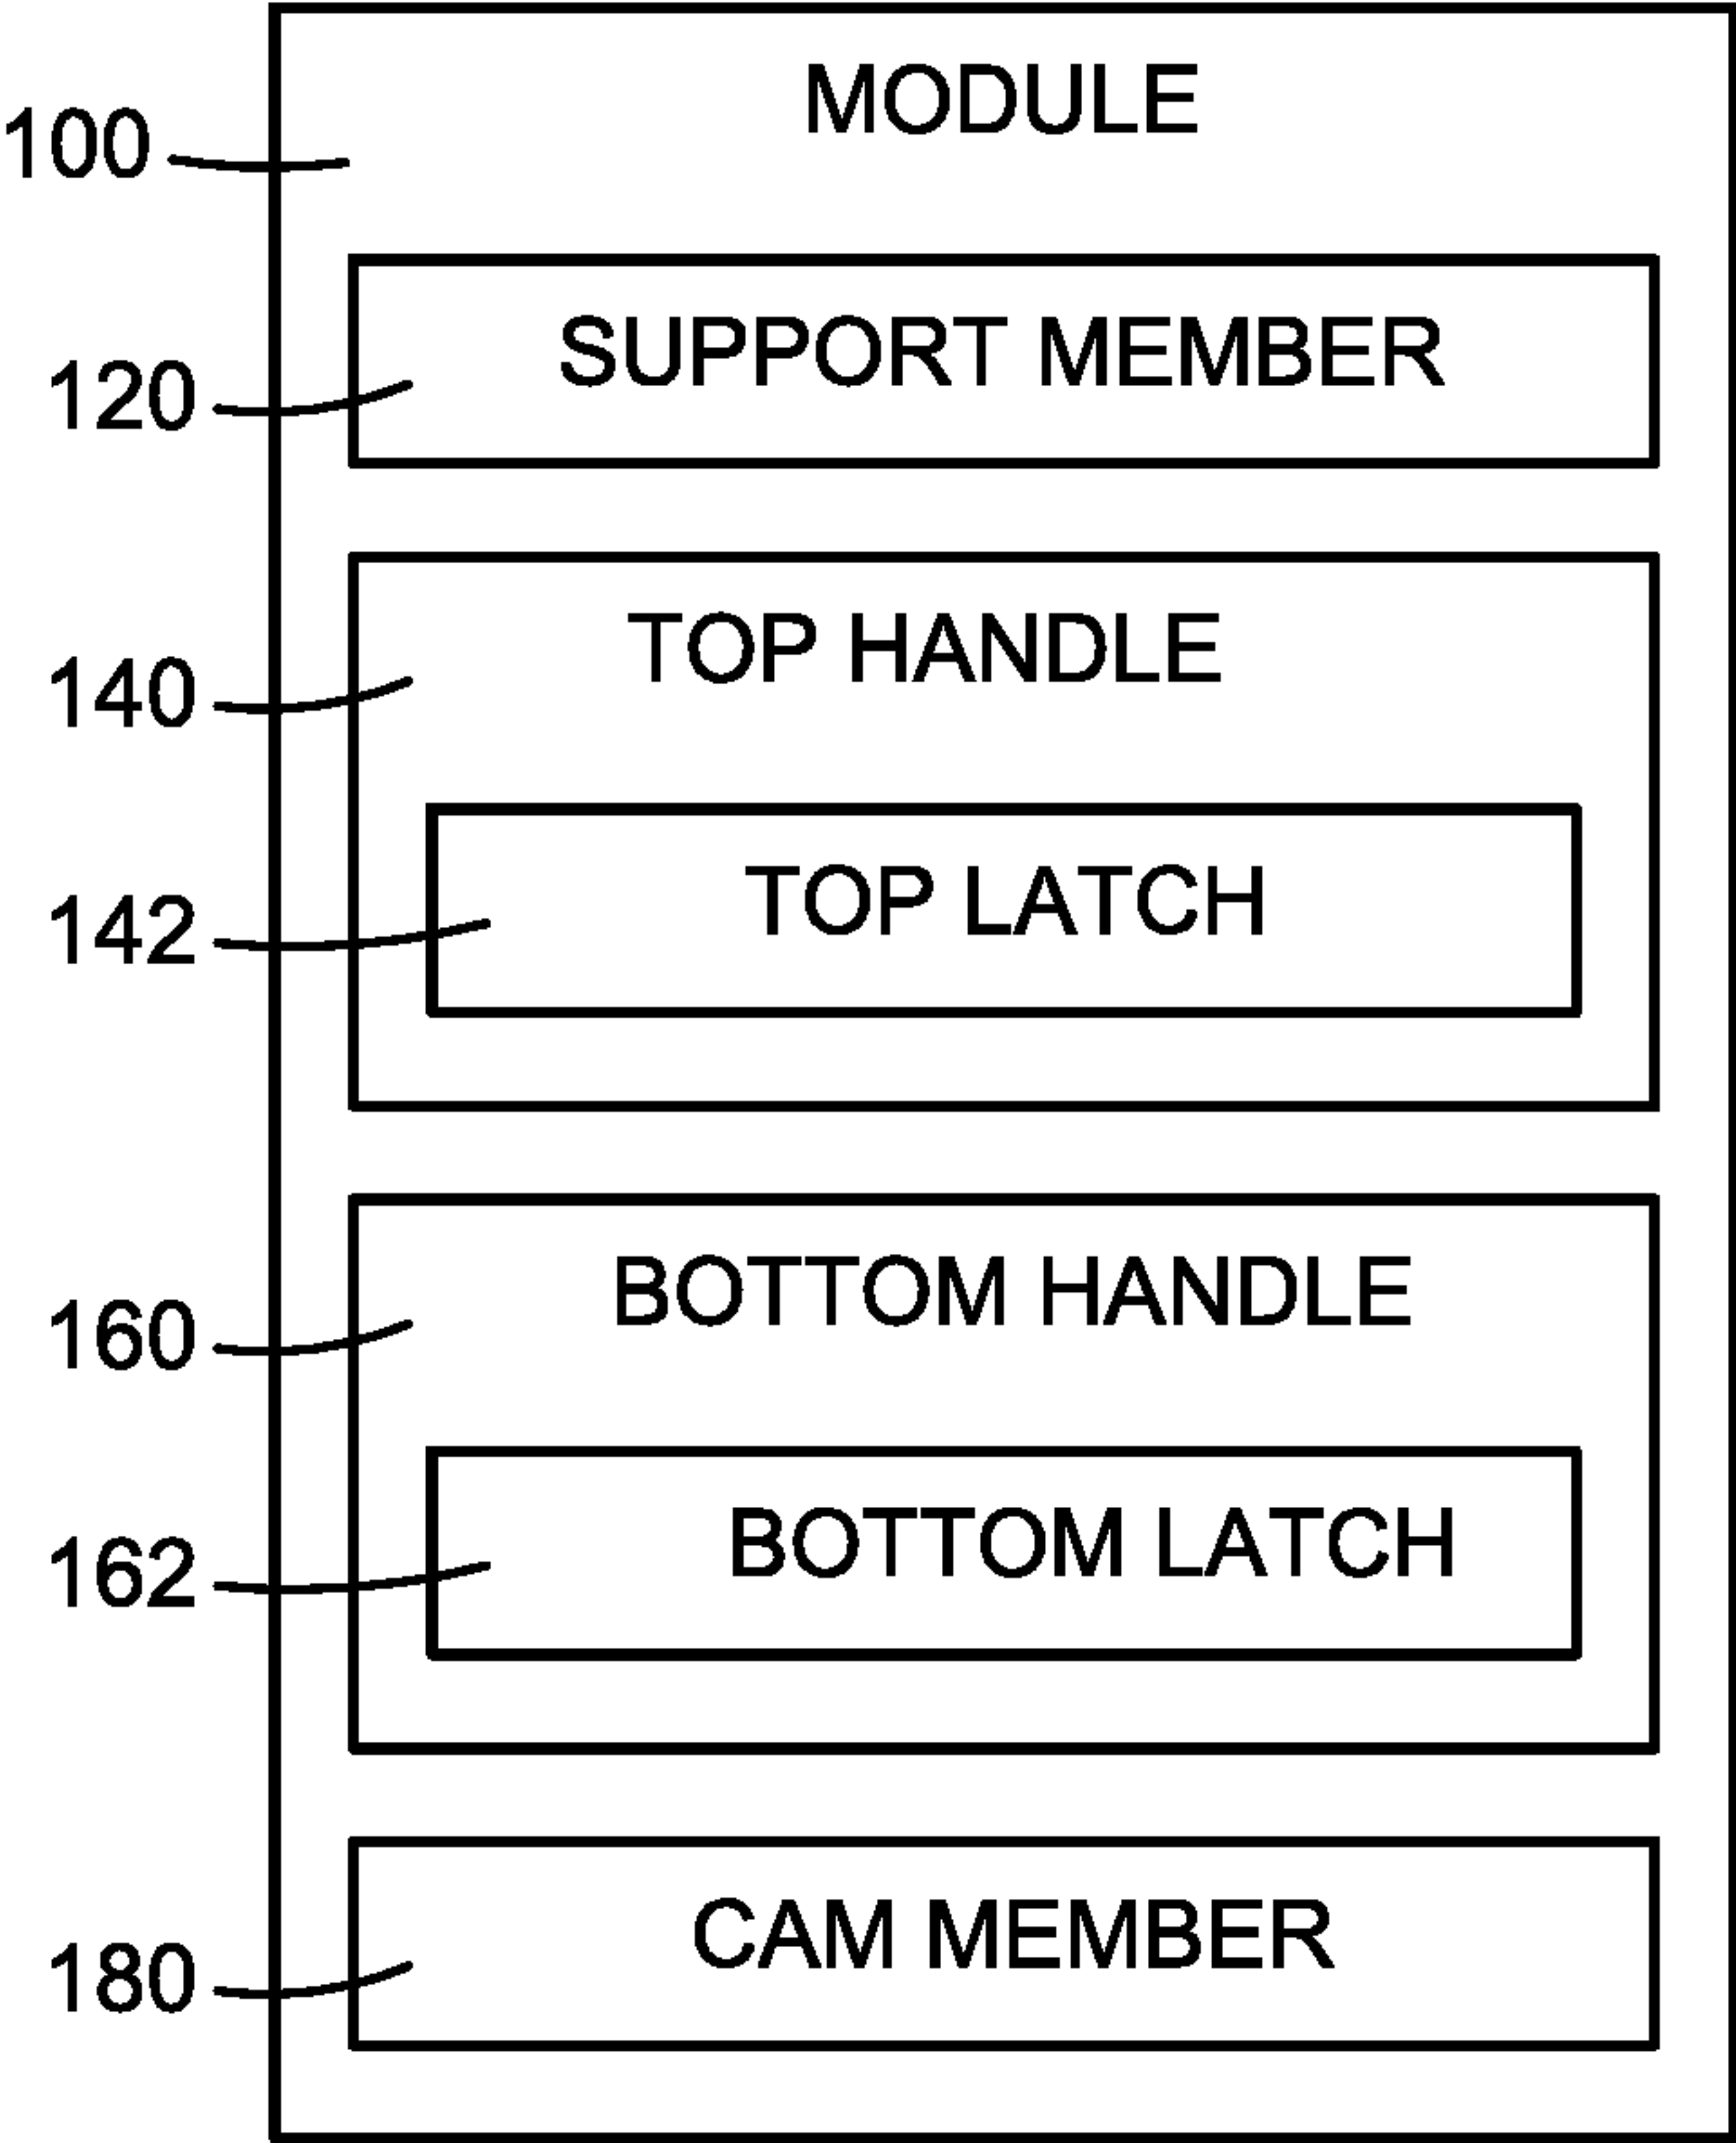 MODULE
100
SUPPORT MEMBER
120
TOP HANDLE
140
TOP LATCH
142
BOTTOM HANDLE
160
BOTTOM LATCH
162
CAM MEMBER
180